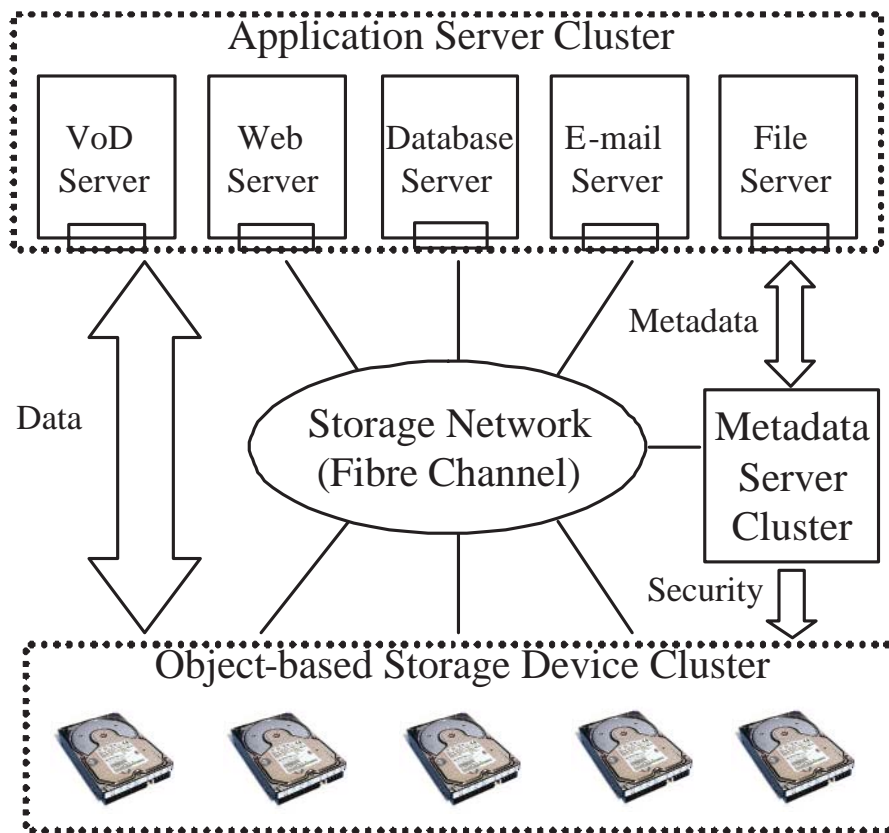 Application Server Cluster
VoD
Server
Web
Server
Database
Server
E-mail
Server
File
Server
Metadata
Data
Storage Network
(Fibre Channel)
Metadata
Server
Cluster
Security
Object-based Storage Device Cluster